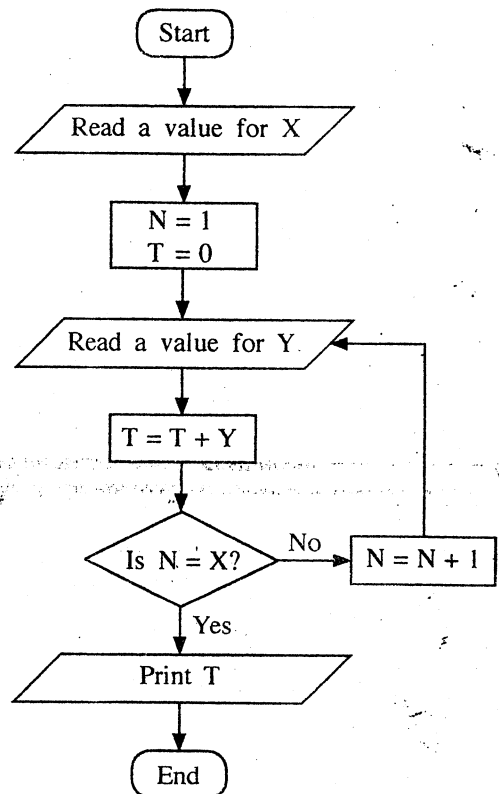 Start
Read a value for X
N = 1
T = 0
Read a value for Y
T = T + Y
Is N = X?
No
N = N + 1
Yes
Print T
End